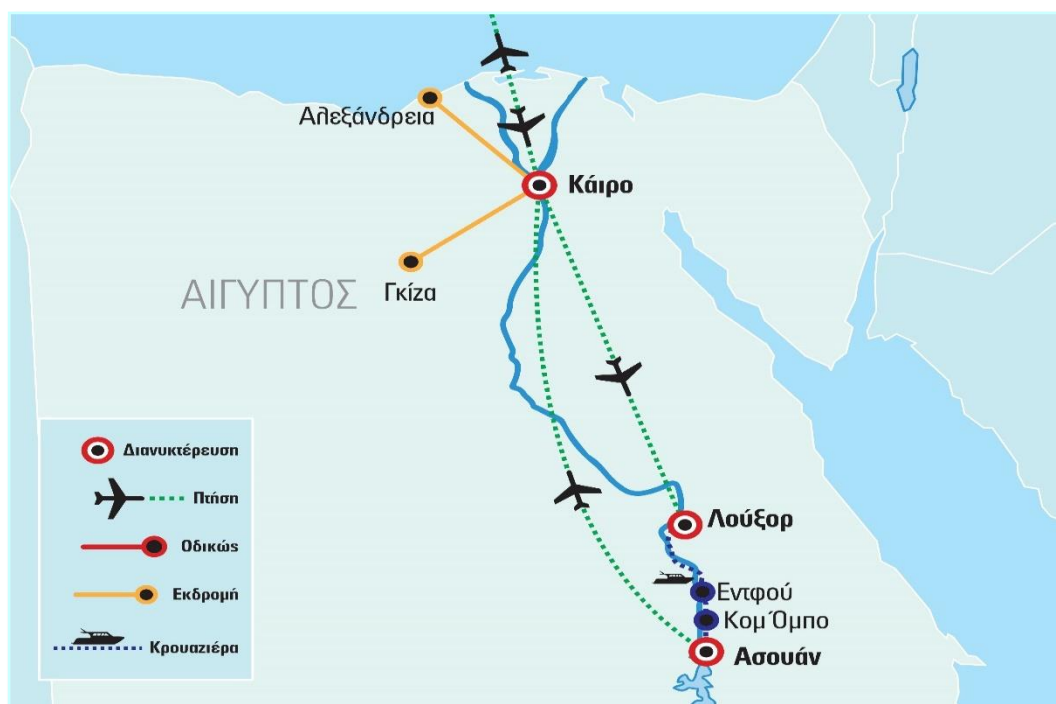 Αλεξάνδρεια
Κάιρο
Γκίζα
ΑΙΓΥΠΤΟΣ
Λούξορ
Εντφού
Κομ Όμπο
Ασουάν
Διανυκτέρευση
Πτήση
Οδικώς
Εκδρομή
Κρουαζιέρα